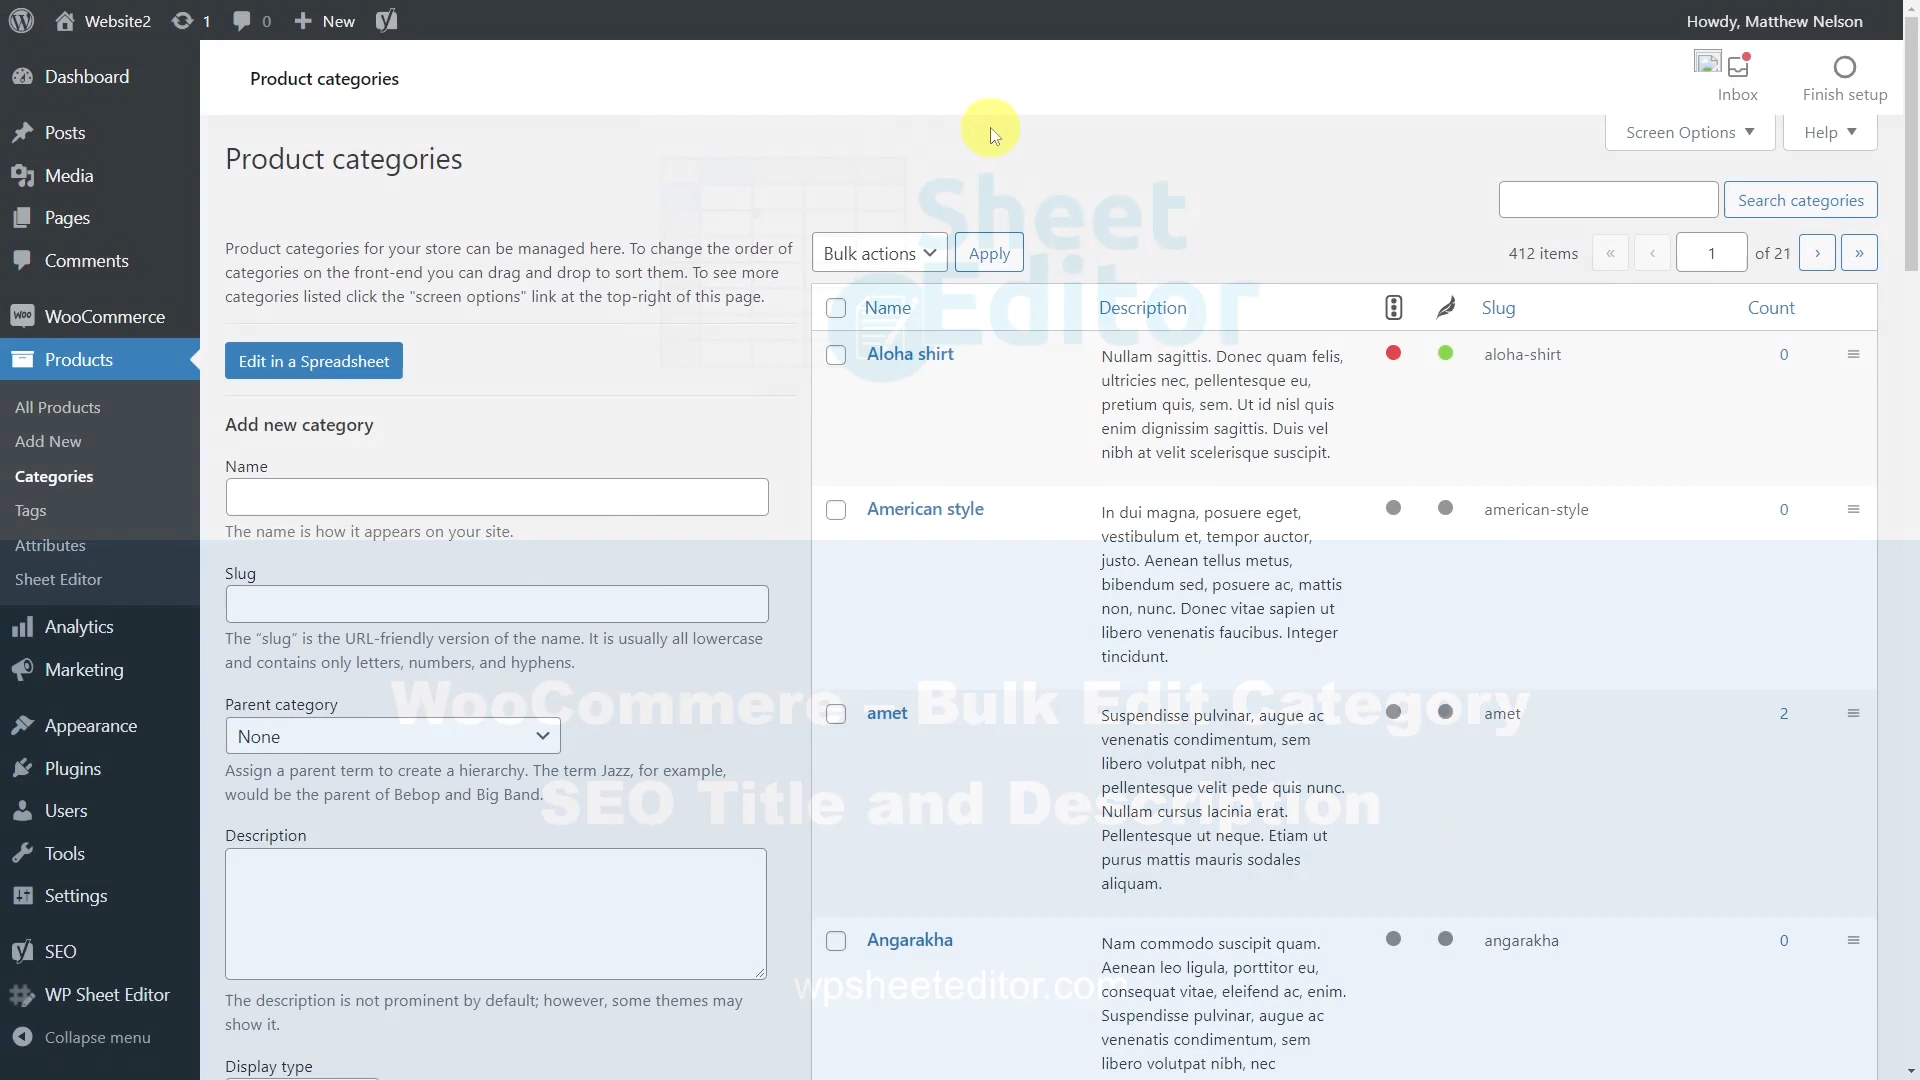 Website2
1
0
New
Howdy, Matthew Nelson
Dashboard
Posts
Media
Pages
Comments
WooCommerce
Products
All Products
Add New
Categories
Tags
Attributes
Sheet Editor
Analytics
Marketing
Appearance
Plugins
Users
Tools
Settings
SEO
WP Sheet Editor
Collapse menu
Product categories
Inbox
Finish setup
Screen Options
Help
Product categories
Search categories
Product categories for your store can be managed here. To change the order of
categories on the front-end you can drag and drop to sort them. To see more
categories listed click the "screen options" link at the top-right of this page.
Edit in a Spreadsheet
Add new category
Name
The name is how it appears on your site.
Slug
The “slug” is the URL-friendly version of the name. It is usually all lowercase
and contains only letters, numbers, and hyphens.
Parent category
None
Assign a parent term to create a hierarchy. The term Jazz, for example,
would be the parent of Bebop and Big Band.
Description
The description is not prominent by default; however, some themes may
show it.
Display type
Bulk actions
Apply
412 items
«
‹
1
of 21
›
»
Name
Description
Slug
Count
Aloha shirt
Nullam sagittis. Donec quam felis,
ultricies nec, pellentesque eu,
pretium quis, sem. Ut id nisl quis
enim dignissim sagittis. Duis vel
nibh at velit scelerisque suscipit.
aloha-shirt
0
American style
In dui magna, posuere eget,
vestibulum et, tempor auctor,
justo. Aenean tellus metus,
bibendum sed, posuere ac, mattis
non, nunc. Donec vitae sapien ut
libero venenatis faucibus. Integer
tincidunt.
american-style
0
amet
Suspendisse pulvinar, augue ac
venenatis condimentum, sem
libero volutpat nibh, nec
pellentesque velit pede quis nunc.
Nullam cursus lacinia erat.
Pellentesque ut neque. Etiam ut
purus mattis mauris sodales
aliquam.
amet
2
Angarakha
Nam commodo suscipit quam.
Aenean leo ligula, porttitor eu,
consequat vitae, eleifend ac, enim.
Suspendisse pulvinar, augue ac
venenatis condimentum, sem
libero volutpat nibh, nec
angarakha
0
Sheet
Editor
WooCommere – Bulk Edit Category
SEO Title and Description
wpsheeteditor.com